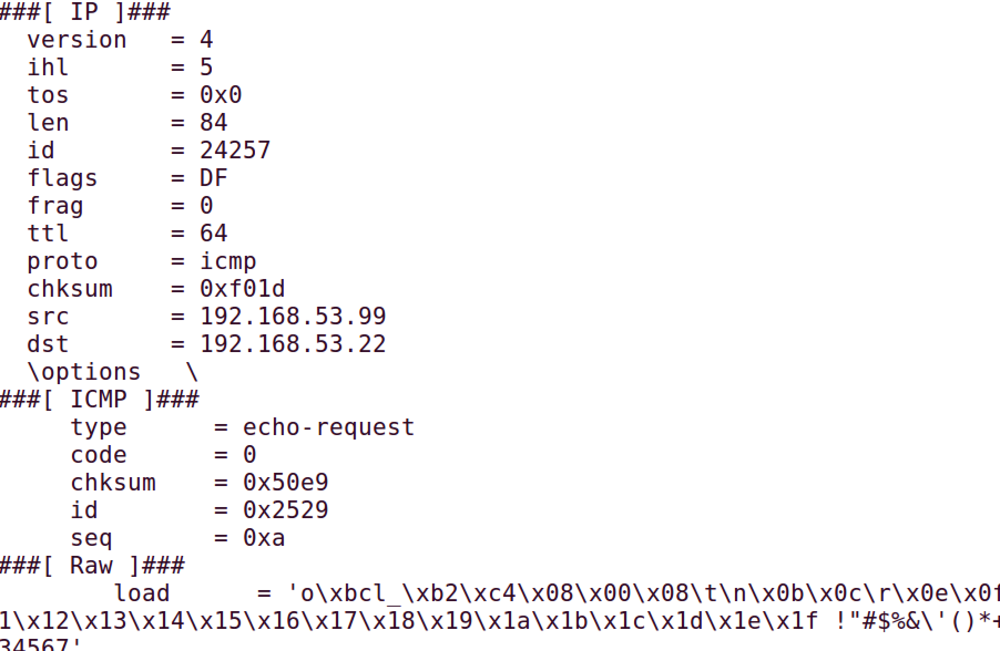 ###[ IP ]###
  version   = 4
  ihl       = 5
  tos       = 0x0
  len       = 84
  id        = 24257
  flags     = DF
  frag      = 0
  ttl       = 64
  proto     = icmp
  chksum    = 0xf01d
  src       = 192.168.53.99
  dst       = 192.168.53.22
  \options   \
###[ ICMP ]###
     type      = echo-request
     code      = 0
     chksum    = 0x50e9
     id        = 0x2529
     seq       = 0xa
###[ Raw ]###
        load      = 'o\xbcl_\xb2\xc4\x08\x00\x08\t\n\x0b\x0c\r\x0e\x0f
1\x12\x13\x14\x15\x16\x17\x18\x19\x1a\x1b\x1c\x1d\x1e\x1f !"#$%&\'()*+
34567'